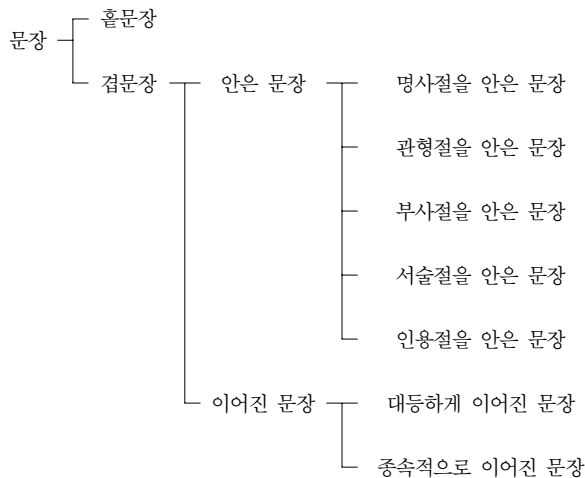 홑문장
문장
겹문장 안은 문장 명사절을 안은 문장
관형절을 안은 문장
부사절을 안은 문장
서술절을 안은 문장
인용절을 안은 문장
이어진 문장 대등하게 이어진 문장
종속적으로 이어진 문장